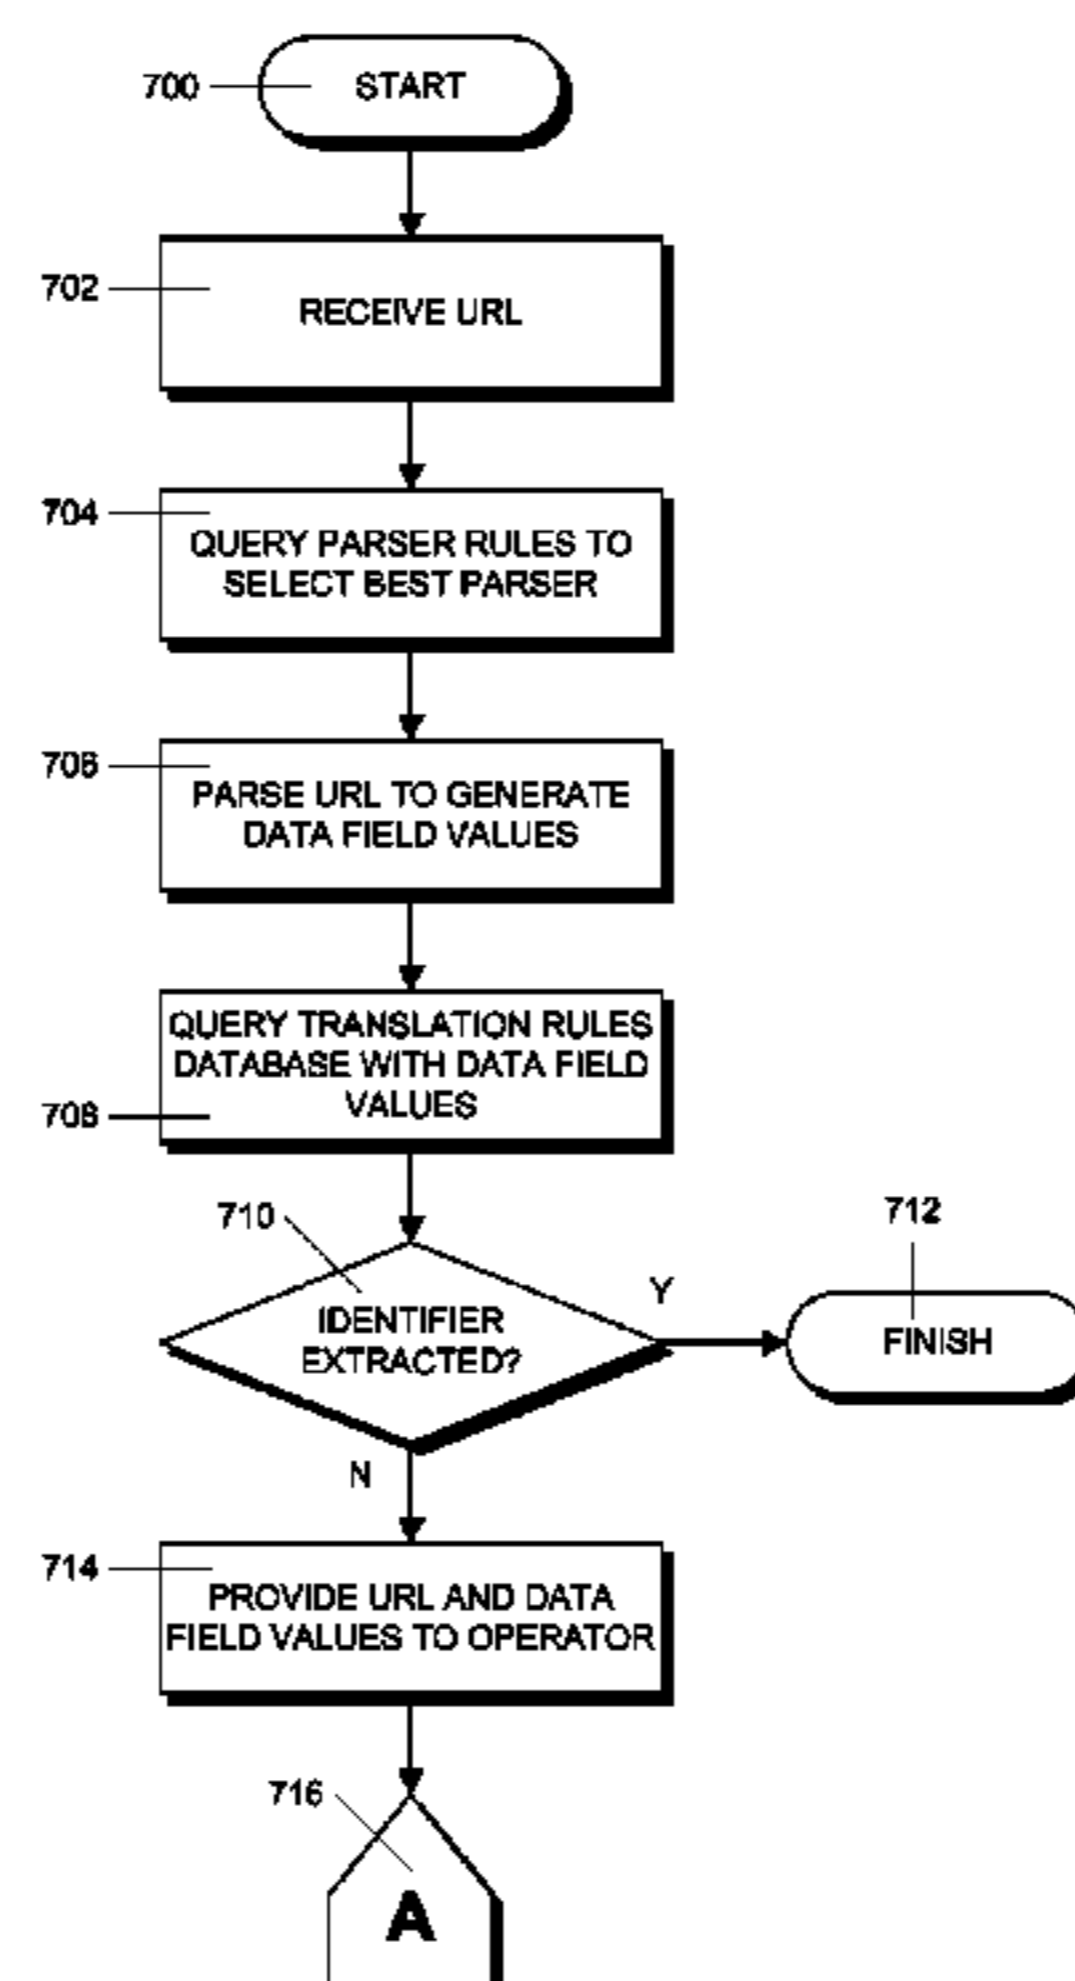 700
START
702
RECEIVE URL
704
QUERY PARSER RULES TO
SELECT BEST PARSER
706
PARSE URL TO GENERATE
DATA FIELD VALUES
QUERY TRANSLATION RULES
DATABASE WITH DATA FIELD
VALUES
708
710
IDENTIFIER
EXTRACTED?
Y
712
FINISH
N
714
PROVIDE URL AND DATA
FIELD VALUES TO OPERATOR
716
A